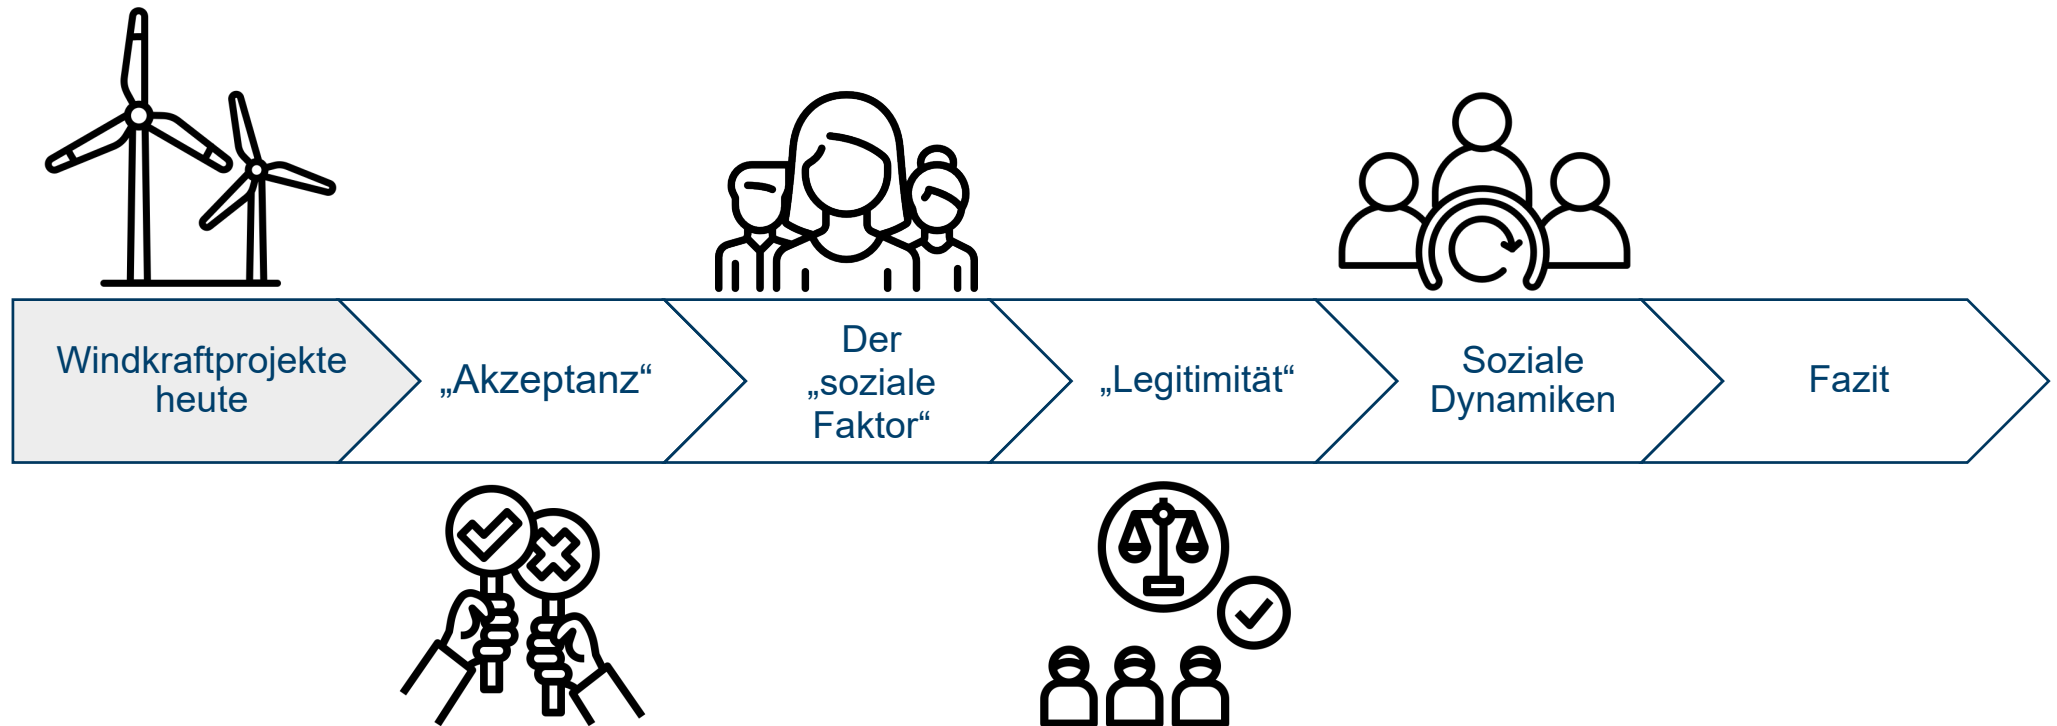 Windkraftprojekte
heute
„Akzeptanz“
Der
„soziale
Faktor“
„Legitimität“
Soziale
Dynamiken
Fazit